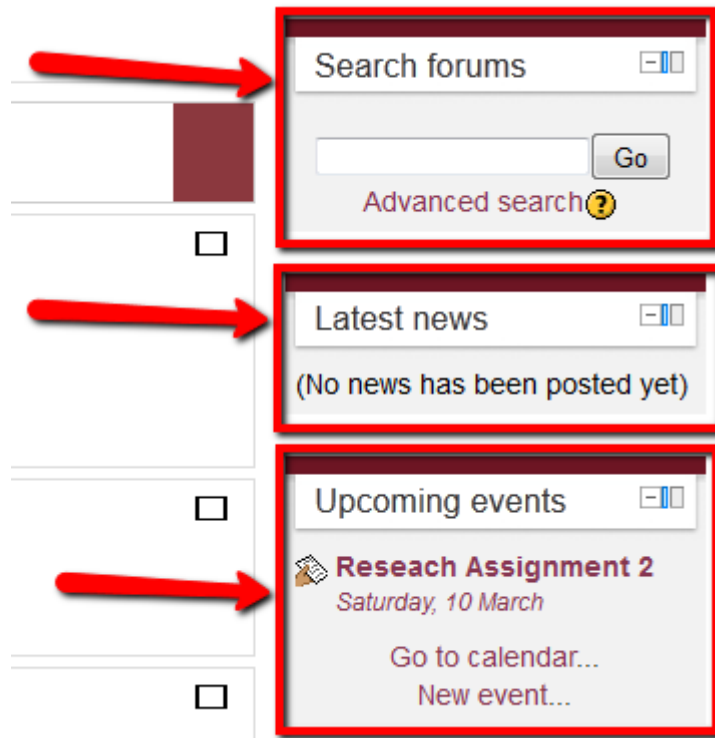 Search forums
Go
Advanced search
Latest news
(No news has been posted yet)
Upcoming events
Reseach Assignment 2
Saturday, 10 March
Go to calendar...
New event...